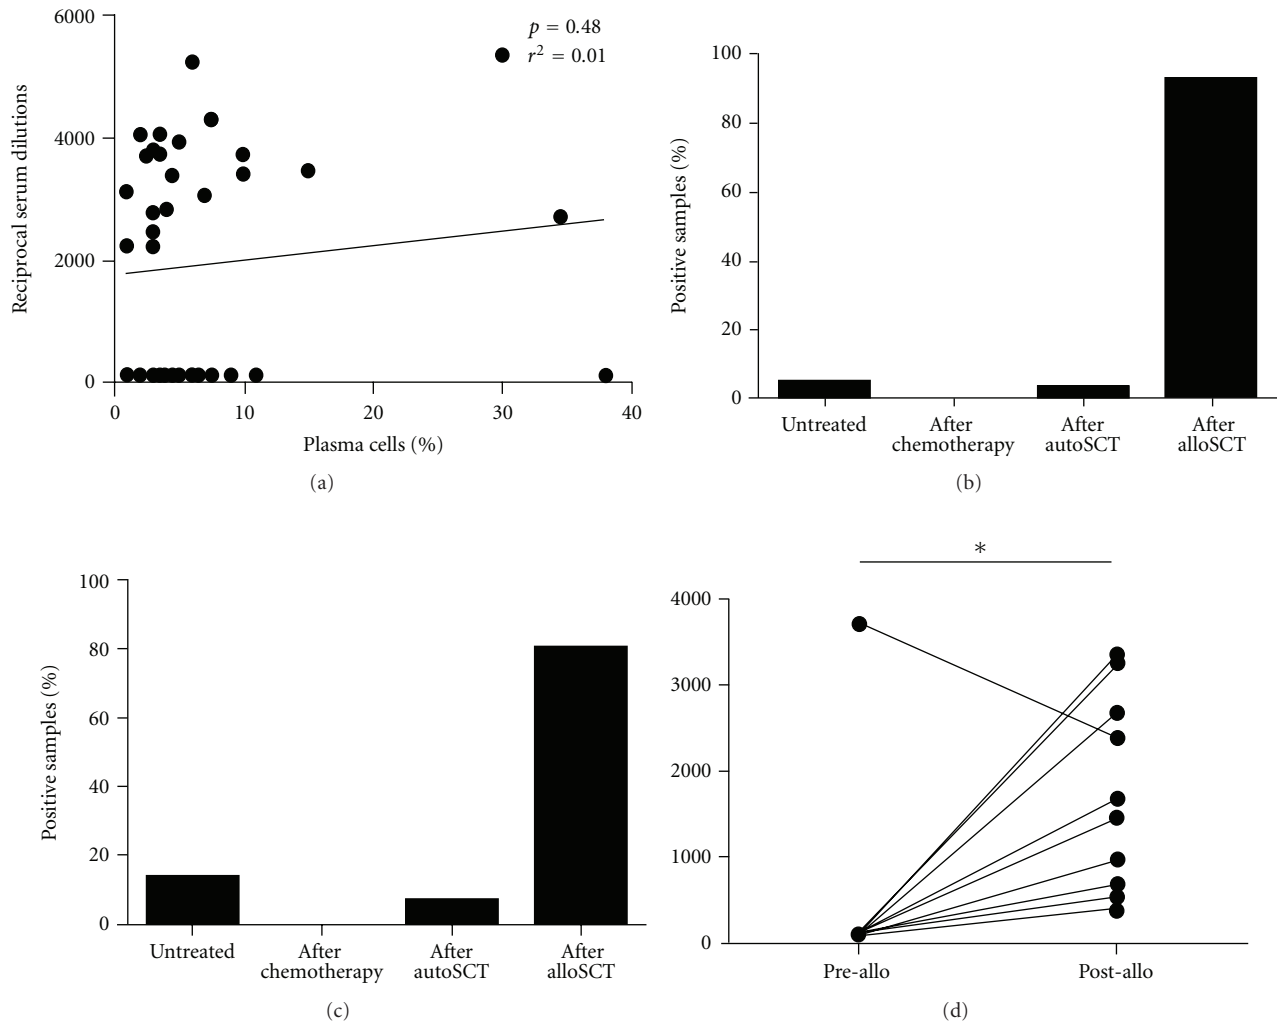 6000
4000
2000
0
Reciprocal serum dilutions
p = 0.48
r² = 0.01
0
10
20
30
40
Plasma cells (%)
(a)
100
80
60
40
20
0
Positive samples (%)
Untreated
After
chemotherapy
After
autoSCT
After
alloSCT
(b)
100
80
60
40
20
0
Positive samples (%)
Untreated
After
chemotherapy
After
autoSCT
After
alloSCT
(c)
*
4000
3000
2000
1000
0
Pre-allo
Post-allo
(d)